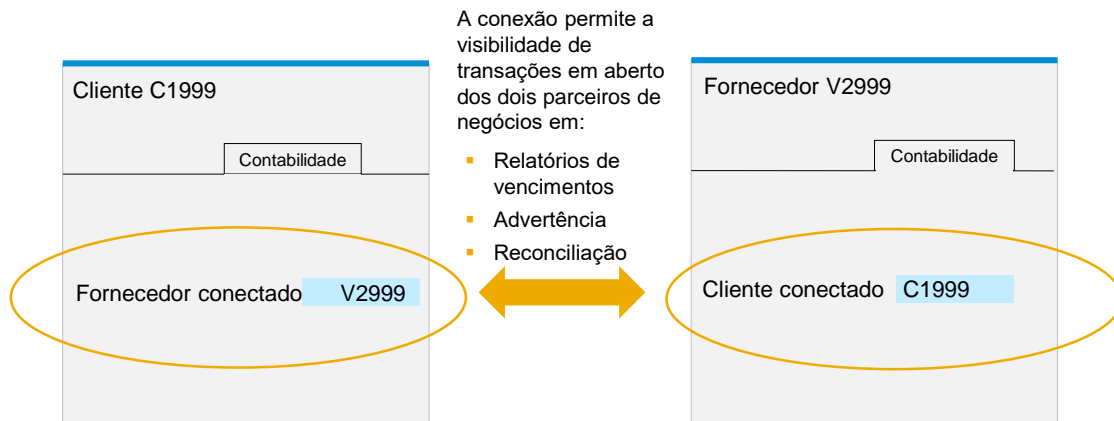 Cliente C1999
Contabilidade
Fornecedor conectado V2999
A conexão permite a
visibilidade de
transações em aberto
dos dois parceiros de
negócios em:
▪ Relatórios de
vencimentos
▪ Advertência
▪ Reconciliação
Fornecedor V2999
Contabilidade
Cliente conectado C1999